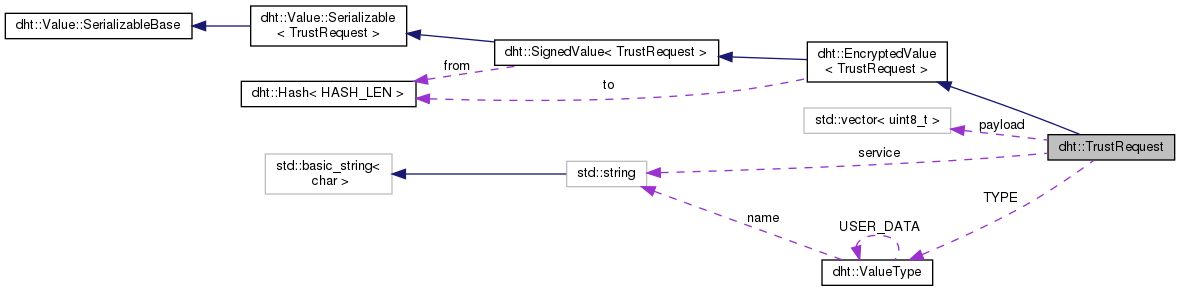 dht::Value::SerializableBase
dht::Value::Serializable
< TrustRequest >
dht::SignedValue< TrustRequest >
dht::EncryptedValue
< TrustRequest >
from
to
dht::Hash< HASH_LEN >
std::vector< uint8_t >
payload
dht::TrustRequest
service
std::basic_string<
char >
std::string
TYPE
name
USER_DATA
dht::ValueType